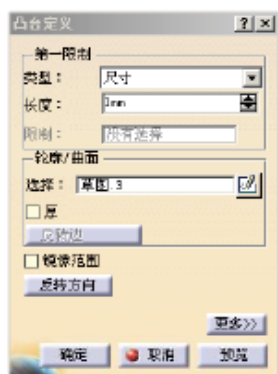 凸台定义
第一限制
类型： 尺寸
长度： 1mm
限制： 没有选择
轮廓/曲面
选择： 草图.3
厚
反转边
镜像范围
反转方向
更多>>
确定 取消 预览